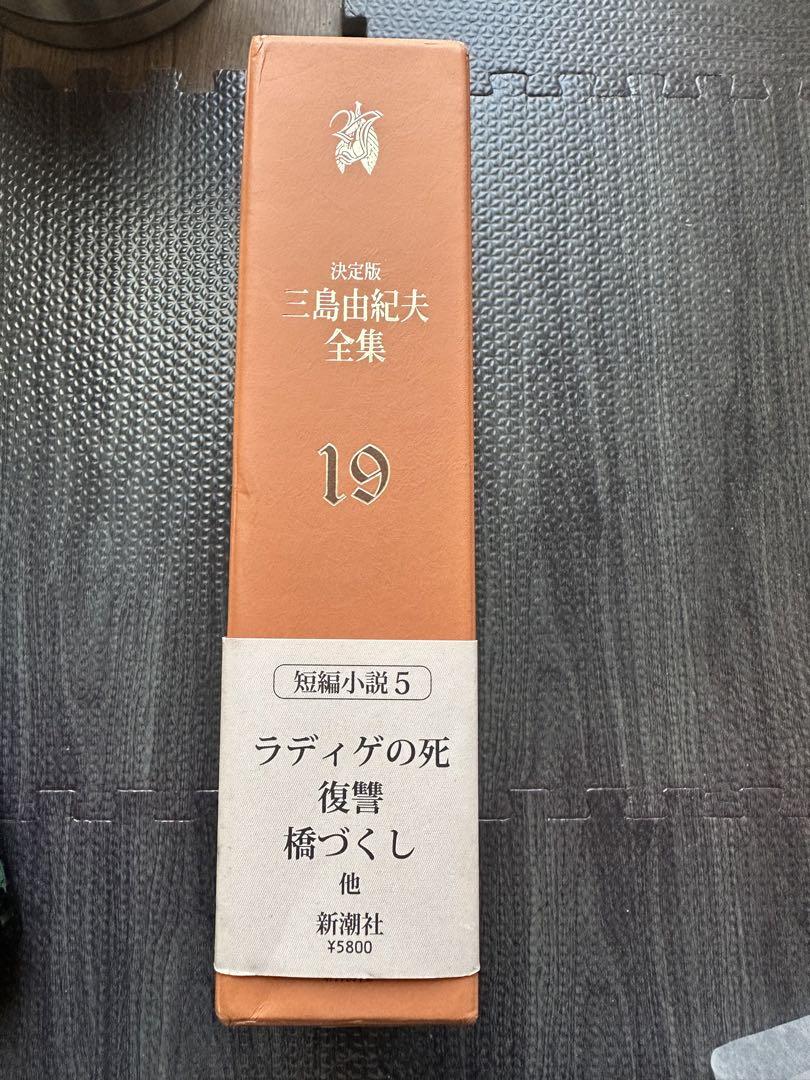 決定版
三島由紀夫
全集
19
短編小説 5
ラディゲの死
復讐
橋づくし
他
新潮社
¥5800